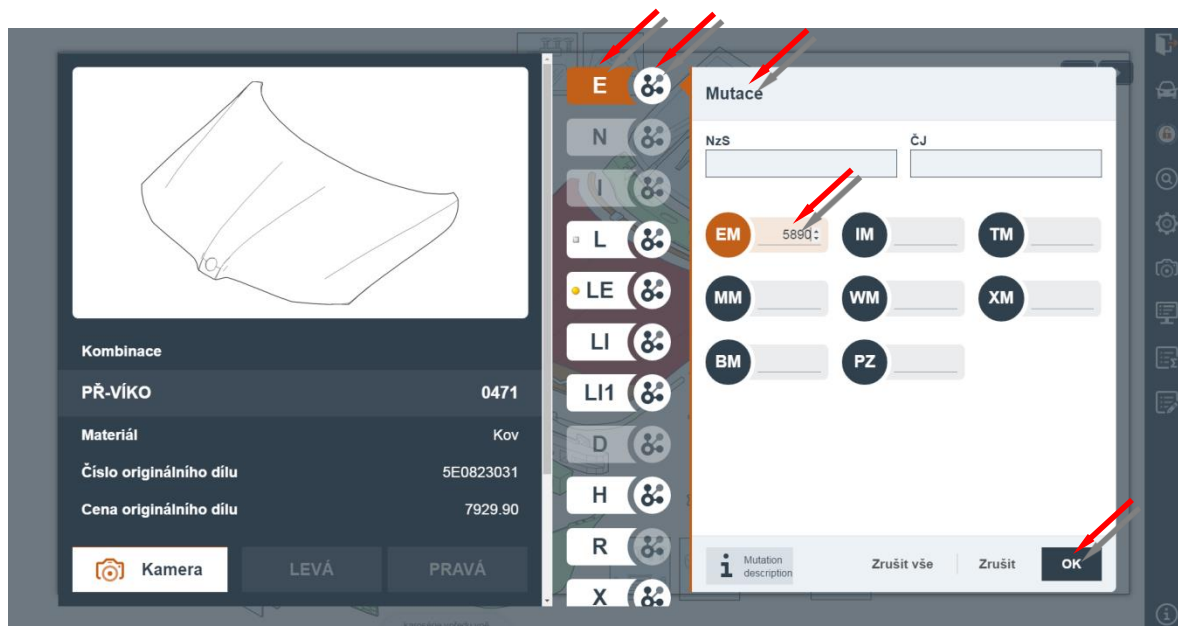 Kombinace
PŘ-VÍKO 0471
Materiál Kov
Číslo originálního dílu 5E0823031
Cena originálního dílu 7929.90
Kamera LEVÁ PRAVÁ
E
N
I
L
LE
LI
LI1
D
H
R
X
Mutace
NzS ČJ
EM 5890 IM TM
MM WM XM
BM PZ
Mutation
description
Zrušit vše Zrušit OK